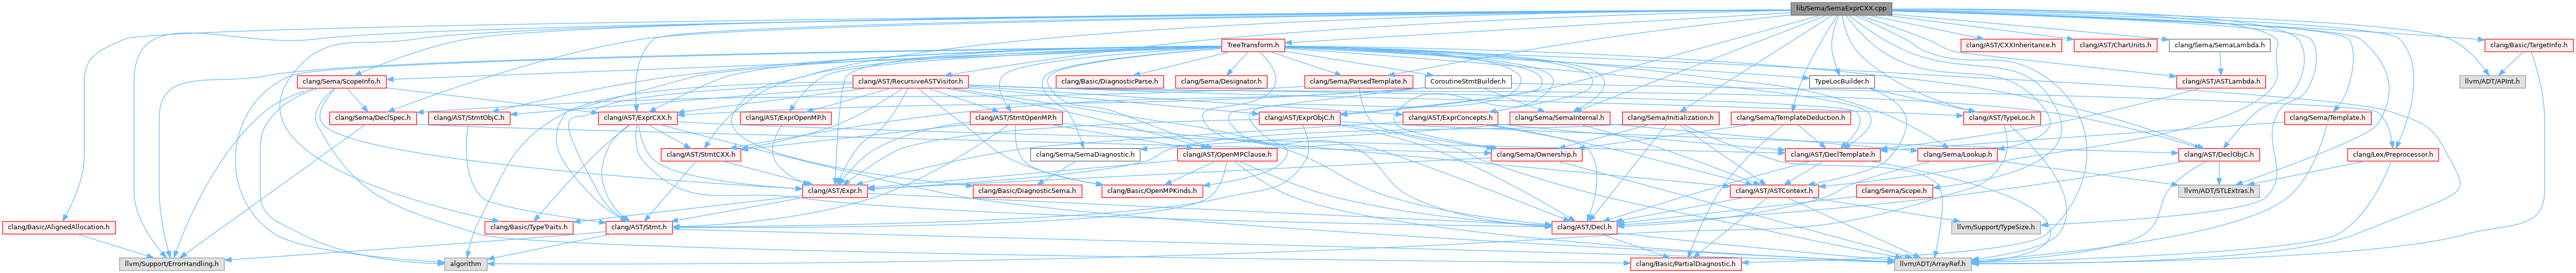 lib/Sema/SemaExprCXX.cpp
TreeTransform.h
clang/AST/CXXInheritance.h
clang/AST/CharUnits.h
clang/Sema/SemaLambda.h
clang/Basic/TargetInfo.h
clang/Sema/ScopeInfo.h
clang/AST/RecursiveASTVisitor.h
clang/Basic/DiagnosticParse.h
clang/Sema/Designator.h
clang/Sema/ParsedTemplate.h
CoroutineStmtBuilder.h
TypeLocBuilder.h
clang/AST/ASTLambda.h
llvm/ADT/APInt.h
clang/Sema/DeclSpec.h
clang/AST/StmtObjC.h
clang/AST/ExprCXX.h
clang/AST/ExprOpenMP.h
clang/AST/StmtOpenMP.h
clang/AST/ExprObjC.h
clang/AST/ExprConcepts.h
clang/Sema/SemaInternal.h
clang/Sema/Initialization.h
clang/Sema/TemplateDeduction.h
clang/AST/TypeLoc.h
clang/Sema/Template.h
clang/AST/StmtCXX.h
clang/Sema/SemaDiagnostic.h
clang/AST/OpenMPClause.h
clang/Sema/Ownership.h
clang/AST/DeclTemplate.h
clang/Sema/Lookup.h
clang/AST/DeclObjC.h
clang/Lex/Preprocessor.h
clang/AST/Expr.h
clang/Basic/DiagnosticSema.h
clang/Basic/OpenMPKinds.h
clang/AST/ASTContext.h
clang/Sema/Scope.h
llvm/ADT/STLExtras.h
clang/Basic/AlignedAllocation.h
clang/Basic/TypeTraits.h
clang/AST/Stmt.h
clang/AST/Decl.h
llvm/Support/TypeSize.h
llvm/Support/ErrorHandling.h
algorithm
clang/Basic/PartialDiagnostic.h
llvm/ADT/ArrayRef.h